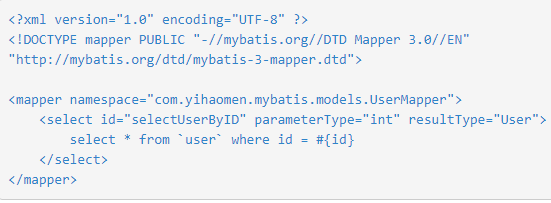 <?xml version="1.0" encoding="UTF-8" ?>
<!DOCTYPE mapper PUBLIC "-//mybatis.org//DTD Mapper 3.0//EN"
"http://mybatis.org/dtd/mybatis-3-mapper.dtd">
<mapper namespace="com.yihaomen.mybatis.models.UserMapper">
    <select id="selectUserByID" parameterType="int" resultType="User">
        select * from `user` where id = #{id}
    </select>
</mapper>